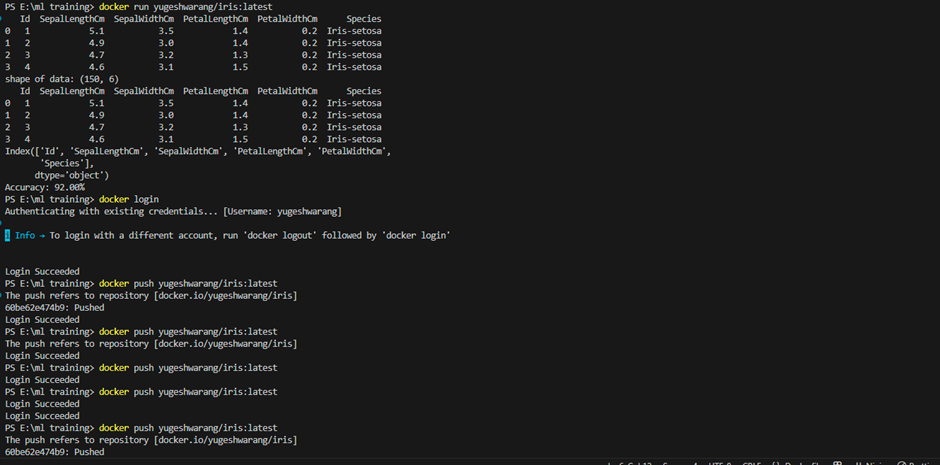 PS E:\ml training> docker run yugeshwarang/iris:latest
Id SepalLengthCm SepalWidthCm PetalLengthCm PetalWidthCm Species
0 1 5.1 3.5 1.4 0.2 Iris-setosa
1 2 4.9 3.0 1.4 0.2 Iris-setosa
2 3 4.7 3.2 1.3 0.2 Iris-setosa
3 4 4.6 3.1 1.5 0.2 Iris-setosa
shape of data: (150, 6)
Id SepalLengthCm SepalWidthCm PetalLengthCm PetalWidthCm Species
0 1 5.1 3.5 1.4 0.2 Iris-setosa
1 2 4.9 3.0 1.4 0.2 Iris-setosa
2 3 4.7 3.2 1.3 0.2 Iris-setosa
3 4 4.6 3.1 1.5 0.2 Iris-setosa
Index(['Id', 'SepalLengthCm', 'SepalWidthCm', 'PetalLengthCm', 'PetalWidthCm',
'Species'],
dtype='object')
Accuracy: 92.00%
PS E:\ml training> docker login
Authenticating with existing credentials... [Username: yugeshwarang]
i Info → To login with a different account, run 'docker logout' followed by 'docker login'
Login Succeeded
PS E:\ml training> docker push yugeshwarang/iris:latest
The push refers to repository [docker.io/yugeshwarang/iris]
60be62e474b9: Pushed
Login Succeeded
PS E:\ml training> docker push yugeshwarang/iris:latest
The push refers to repository [docker.io/yugeshwarang/iris]
Login Succeeded
PS E:\ml training> docker push yugeshwarang/iris:latest
Login Succeeded
PS E:\ml training> docker push yugeshwarang/iris:latest
Login Succeeded
Login Succeeded
PS E:\ml training> docker push yugeshwarang/iris:latest
The push refers to repository [docker.io/yugeshwarang/iris]
60be62e474b9: Pushed